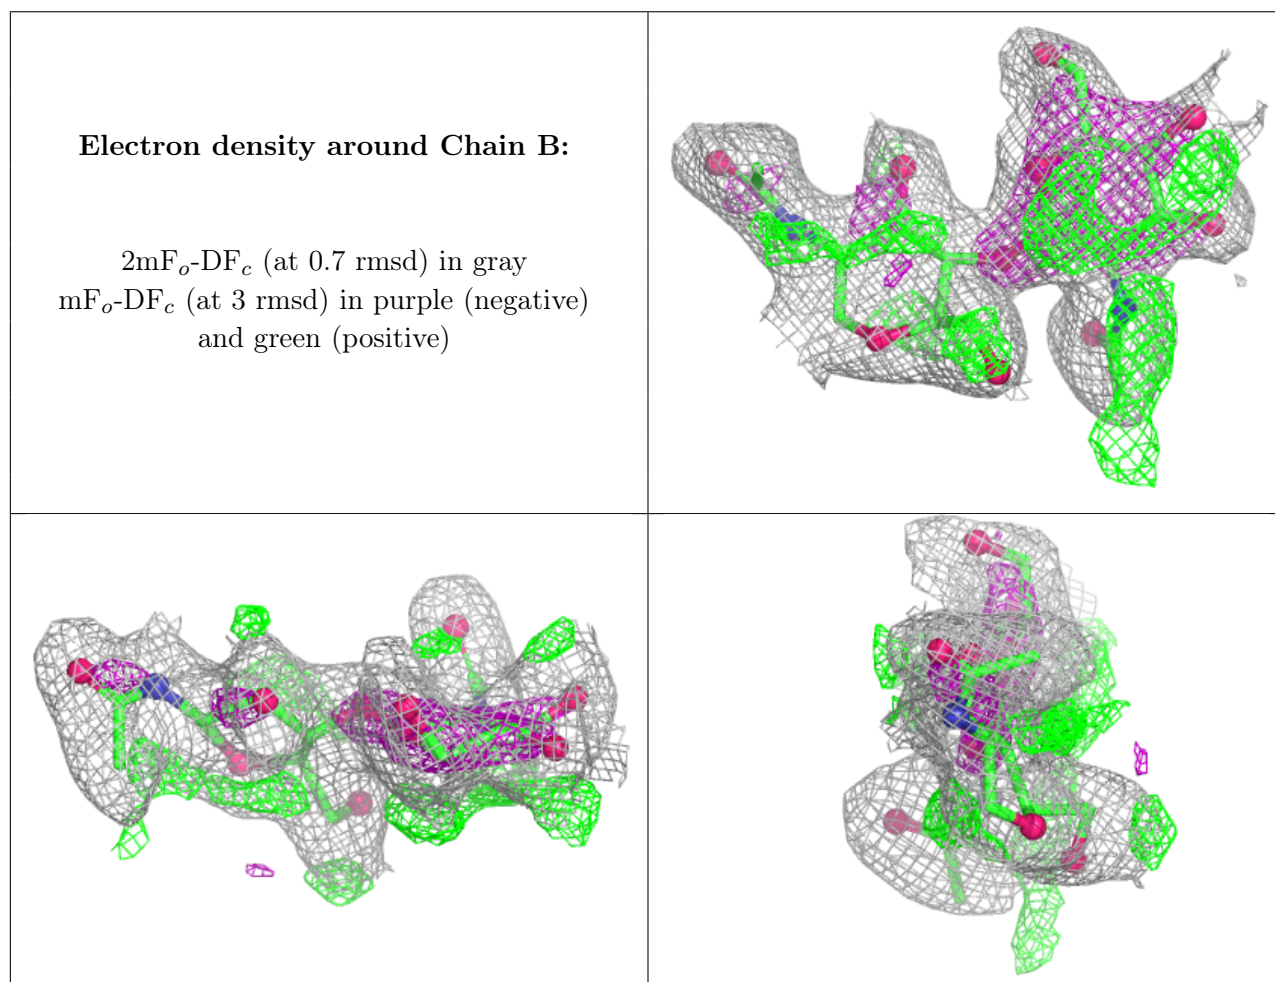 Electron density around Chain B:
2mFo-DFc (at 0.7 rmsd) in gray
mFo-DFc (at 3 rmsd) in purple (negative)
and green (positive)